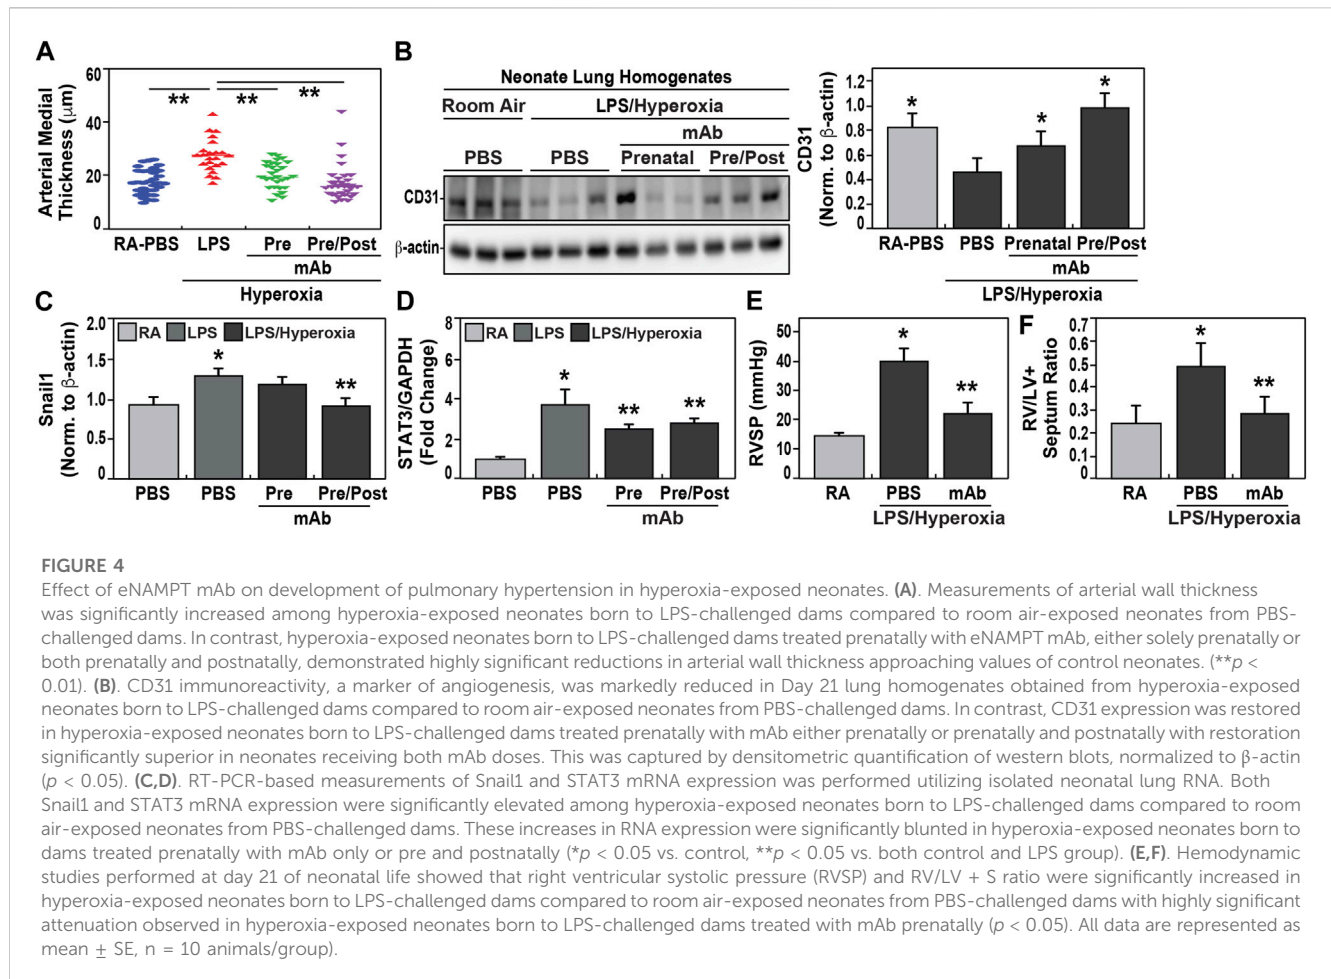 A
60
40
20
0
Arterial Medial
Thickness (µm)
**
**
**
RA-PBS
LPS
Pre
Pre/Post
mAb
Hyperoxia
B
Neonate Lung Homogenates
Room Air
LPS/Hyperoxia
mAb
PBS
PBS
Prenatal
Pre/Post
CD31
β-actin
CD31
(Norm. to β-actin)
1.2
1.0
0.8
0.6
0.4
0.2
0
*
*
*
RA-PBS
PBS
Prenatal
Pre/Post
mAb
LPS/Hyperoxia
C
Snail1
(Norm. to β-actin)
2.0
1.5
1.0
0.5
0
RA
LPS
LPS/Hyperoxia
*
**
PBS
PBS
Pre
Pre/Post
mAb
D
STAT3/GAPDH
(Fold Change)
6
4
2
0
RA
LPS
LPS/Hyperoxia
*
**
**
PBS
PBS
Pre
Pre/Post
mAb
E
RVSP (mmHg)
50
40
30
20
10
0
*
**
RA
PBS
mAb
LPS/Hyperoxia
F
RV/LV+
Septum Ratio
0.7
0.6
0.5
0.4
0.3
0.2
0.1
0
*
**
RA
PBS
mAb
LPS/Hyperoxia
FIGURE 4
Effect of eNAMPT mAb on development of pulmonary hypertension in hyperoxia-exposed neonates. (A). Measurements of arterial wall thickness
was significantly increased among hyperoxia-exposed neonates born to LPS-challenged dams compared to room air-exposed neonates from PBS-
challenged dams. In contrast, hyperoxia-exposed neonates born to LPS-challenged dams treated prenatally with eNAMPT mAb, either solely prenatally or
both prenatally and postnatally, demonstrated highly significant reductions in arterial wall thickness approaching values of control neonates. (**p <
0.01). (B). CD31 immunoreactivity, a marker of angiogenesis, was markedly reduced in Day 21 lung homogenates obtained from hyperoxia-exposed
neonates born to LPS-challenged dams compared to room air-exposed neonates from PBS-challenged dams. In contrast, CD31 expression was restored
in hyperoxia-exposed neonates born to LPS-challenged dams treated prenatally with mAb either prenatally or prenatally and postnatally with restoration
significantly superior in neonates receiving both mAb doses. This was captured by densitometric quantification of western blots, normalized to β-actin
(p < 0.05). (C,D). RT-PCR-based measurements of Snail1 and STAT3 mRNA expression was performed utilizing isolated neonatal lung RNA. Both
Snail1 and STAT3 mRNA expression were significantly elevated among hyperoxia-exposed neonates born to LPS-challenged dams compared to room
air-exposed neonates from PBS-challenged dams. These increases in RNA expression were significantly blunted in hyperoxia-exposed neonates born to
dams treated prenatally with mAb only or pre and postnatally (*p < 0.05 vs. control, **p < 0.05 vs. both control and LPS group). (E,F). Hemodynamic
studies performed at day 21 of neonatal life showed that right ventricular systolic pressure (RVSP) and RV/LV + S ratio were significantly increased in
hyperoxia-exposed neonates born to LPS-challenged dams compared to room air-exposed neonates from PBS-challenged dams with highly significant
attenuation observed in hyperoxia-exposed neonates born to LPS-challenged dams treated with mAb prenatally (p < 0.05). All data are represented as
mean ± SE, n = 10 animals/group).